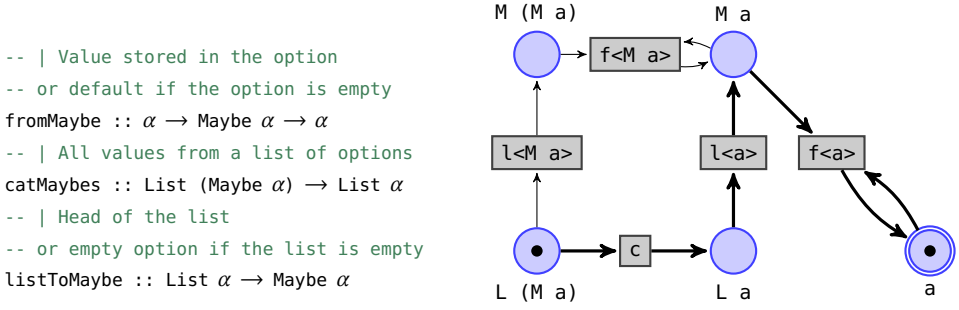 -- | Value stored in the option
-- or default if the option is empty
fromMaybe :: α → Maybe α → α
-- | All values from a list of options
catMaybes :: List (Maybe α) → List α
-- | Head of the list
-- or empty option if the list is empty
listToMaybe :: List α → Maybe α
M (M a)
M a
f<M a>
l<M a>
l<a>
f<a>
c
L (M a)
L a
a